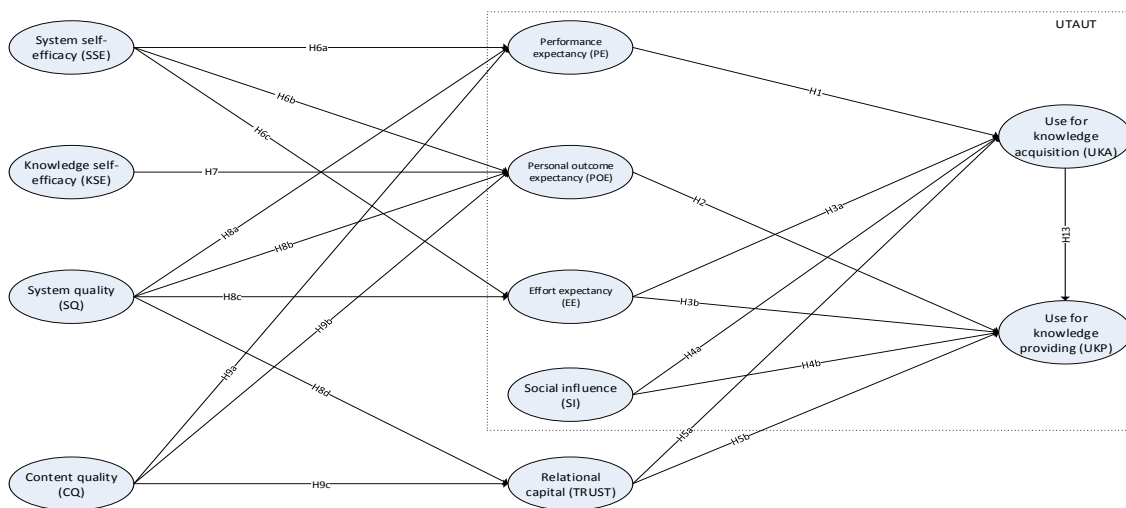 UTAUT
System self-
efficacy (SSE)
H6a
Performance
expectancy (PE)
H1
H6b
H6c
Use for
knowledge
acquisition (UKA)
Knowledge self-
efficacy (KSE)
H7
Personal outcome
expectancy (POE)
H2
H3a
H8a
H8b
H13
System quality
(SQ)
H8c
Effort expectancy
(EE)
H3b
Use for
knowledge
providing (UKP)
H9b
H4a
H9a
H4b
H8d
Social influence
(SI)
H5a
H5b
Content quality
(CQ)
H9c
Relational
capital (TRUST)